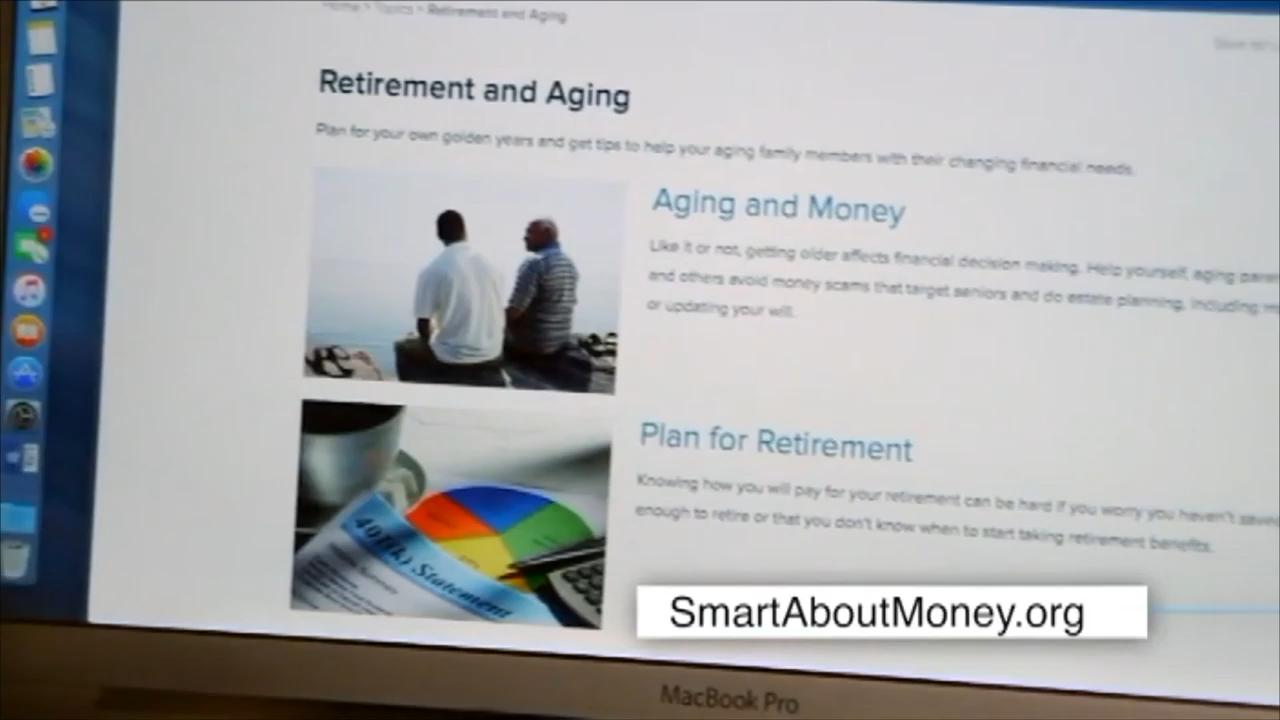 Home > Topics > Retirement and Aging
Retirement and Aging
Plan for your own golden years and get tips to help your aging family members with their changing financial needs.
Aging and Money
Like it or not, getting older affects financial decision making. Help yourself, aging
and others avoid money scams that target seniors and do estate planning, including
or updating your will.
401(k) Statement
Plan for Retirement
Knowing how you will pay for your retirement can be hard if you worry you haven't
enough to retire or that you don't know when to start taking retirement benefits.
SmartAboutMoney.org
MacBook Pro